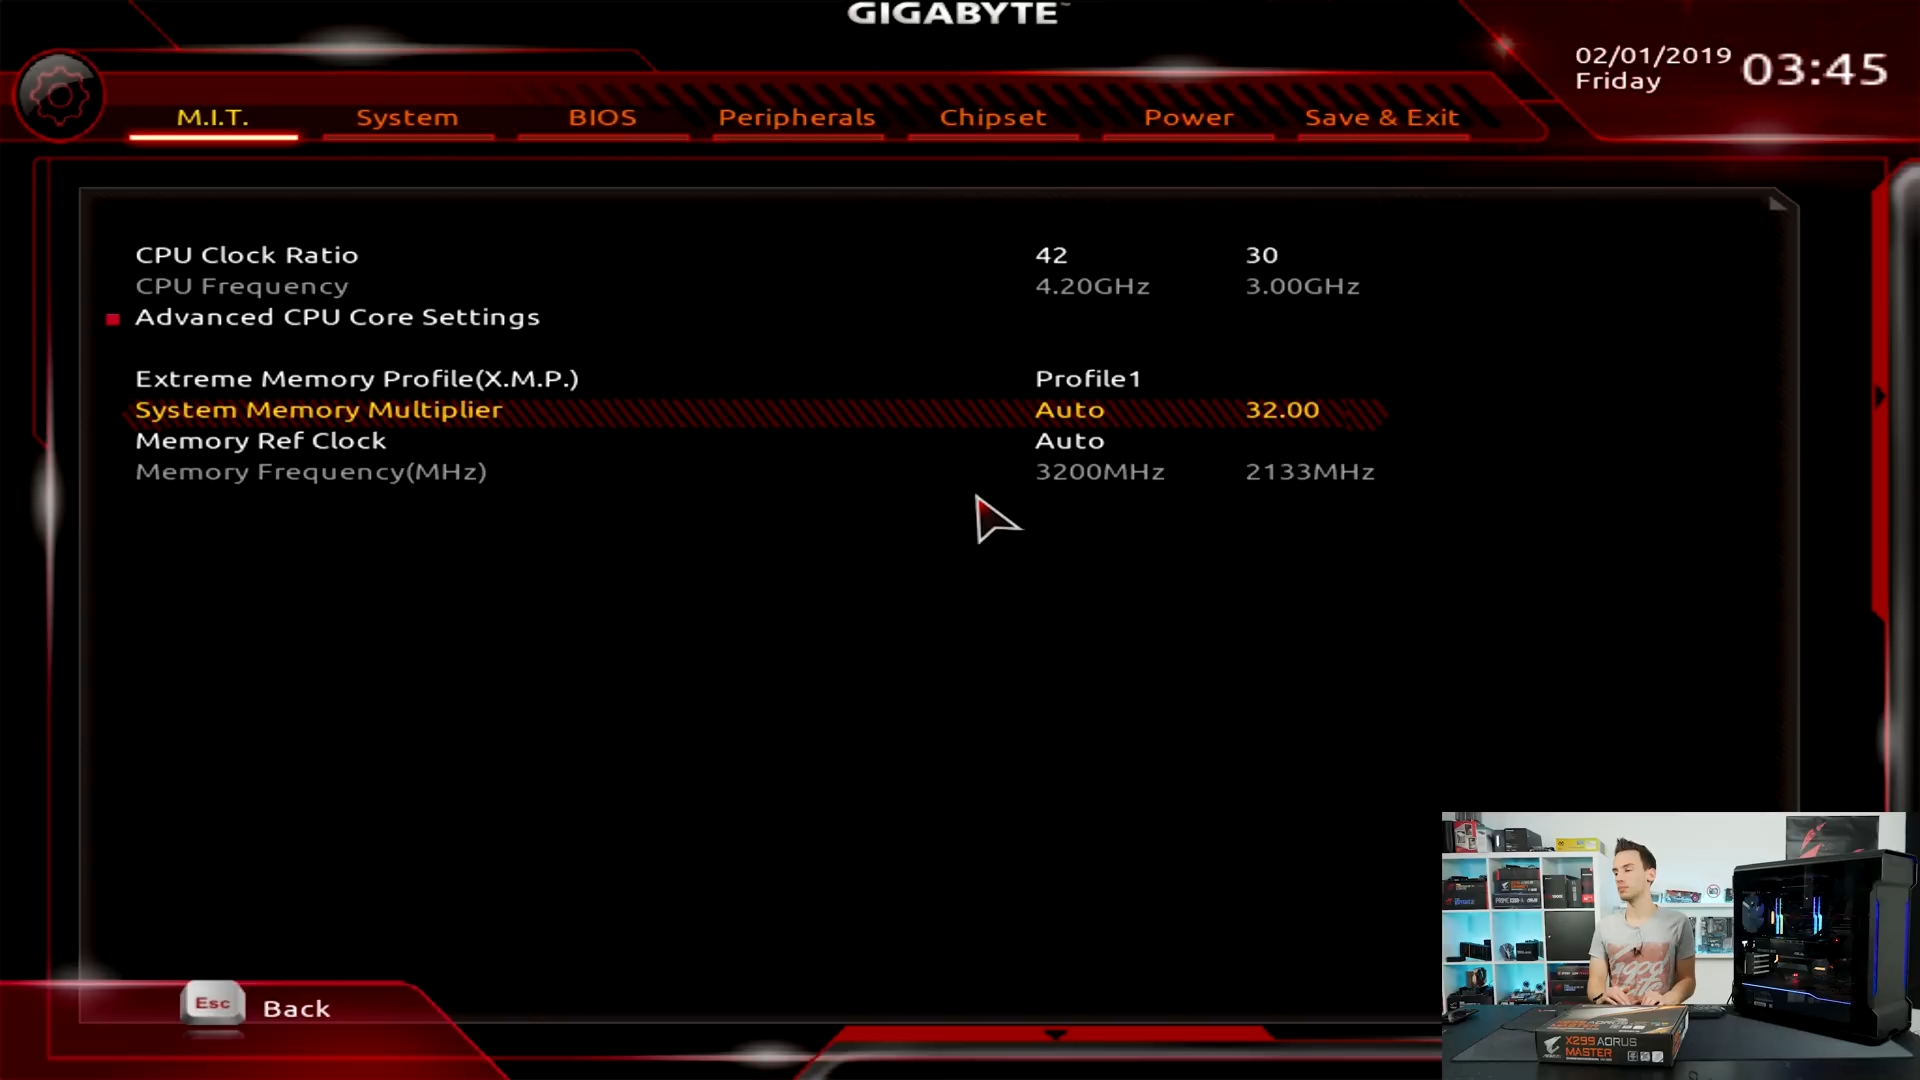 GIGABYTE™
02/01/2019 03:45
Friday
M.I.T. System BIOS Peripherals Chipset Power Save & Exit
CPU Clock Ratio 42 30
CPU Frequency 4.20GHz 3.00GHz
Advanced CPU Core Settings
Extreme Memory Profile(X.M.P.) Profile1
System Memory Multiplier Auto 32.00
Memory Ref Clock Auto
Memory Frequency(MHz) 3200MHz 2133MHz
Esc Back
good
X299 AORUS
MASTER